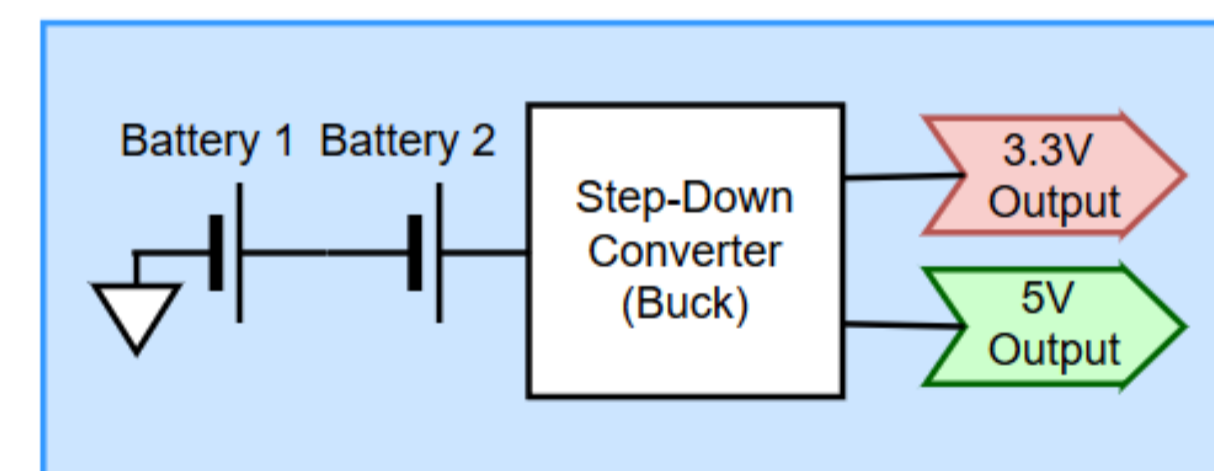 Battery 1 Battery 2
Step-Down
Converter
(Buck)
3.3V
Output
5V
Output